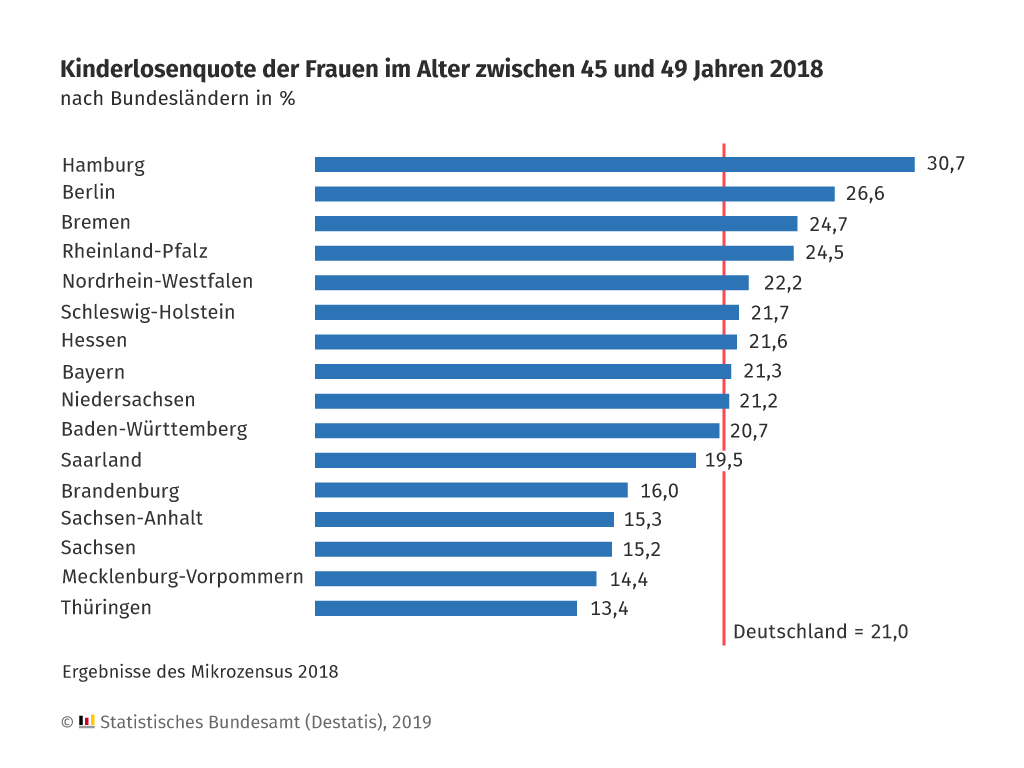 Kinderlosenquote der Frauen im Alter zwischen 45 und 49 Jahren 2018
nach Bundesländern in %
Hamburg 30,7
Berlin 26,6
Bremen 24,7
Rheinland-Pfalz 24,5
Nordrhein-Westfalen 22,2
Schleswig-Holstein 21,7
Hessen 21,6
Bayern 21,3
Niedersachsen 21,2
Baden-Württemberg 20,7
Saarland 19,5
Brandenburg 16,0
Sachsen-Anhalt 15,3
Sachsen 15,2
Mecklenburg-Vorpommern 14,4
Thüringen 13,4
Deutschland = 21,0
Ergebnisse des Mikrozensus 2018
© Statistisches Bundesamt (Destatis), 2019